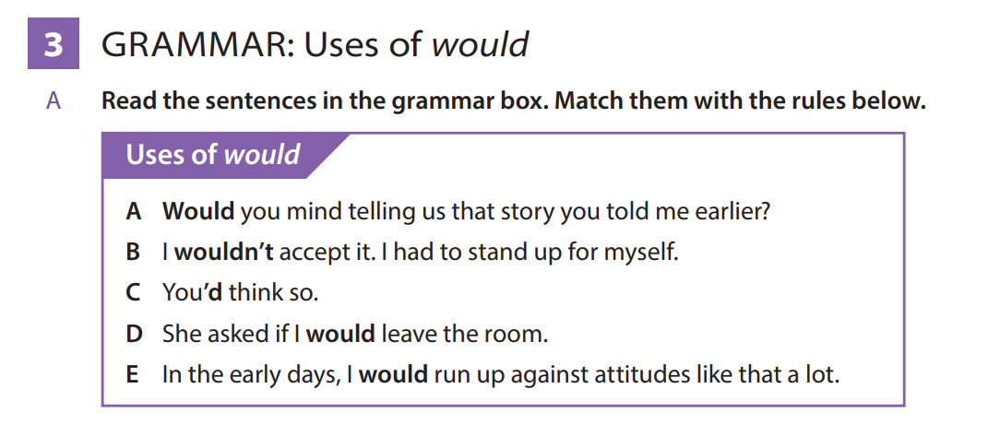 3 GRAMMAR: Uses of would
A Read the sentences in the grammar box. Match them with the rules below.
Uses of would
A Would you mind telling us that story you told me earlier?
B I wouldn’t accept it. I had to stand up for myself.
C You’d think so.
D She asked if I would leave the room.
E In the early days, I would run up against attitudes like that a lot.